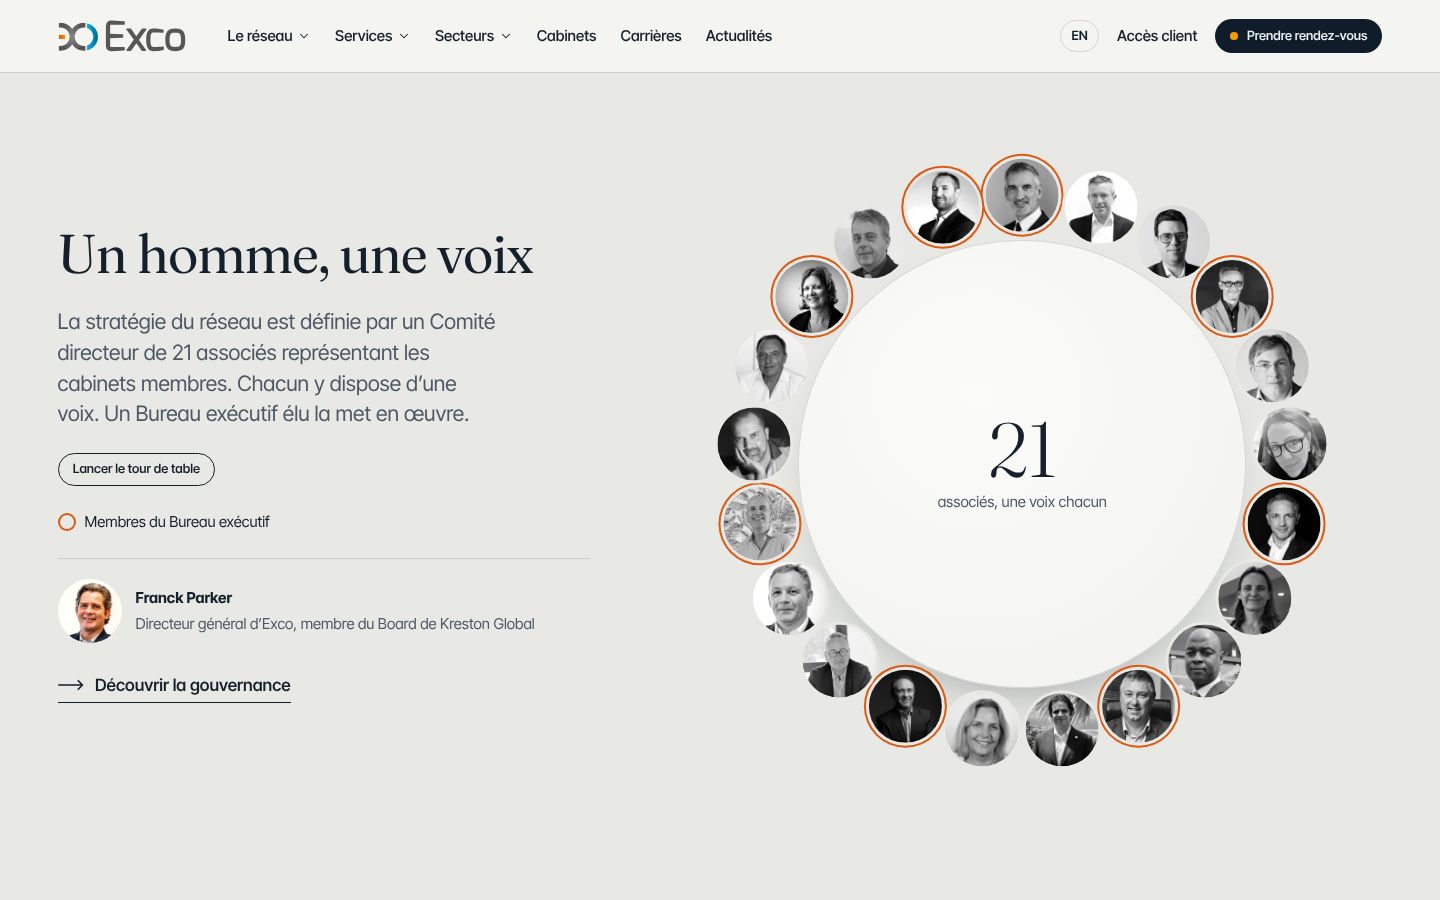 Exco
Le réseau
Services
Secteurs
Cabinets
Carrières
Actualités
EN
Accès client
Prendre rendez-vous
Un homme, une voix
La stratégie du réseau est définie par un Comité
directeur de 21 associés représentant les
cabinets membres. Chacun y dispose d’une
voix. Un Bureau exécutif élu la met en œuvre.
Lancer le tour de table
Membres du Bureau exécutif
Franck Parker
Directeur général d’Exco, membre du Board de Kreston Global
Découvrir la gouvernance
21
associés, une voix chacun